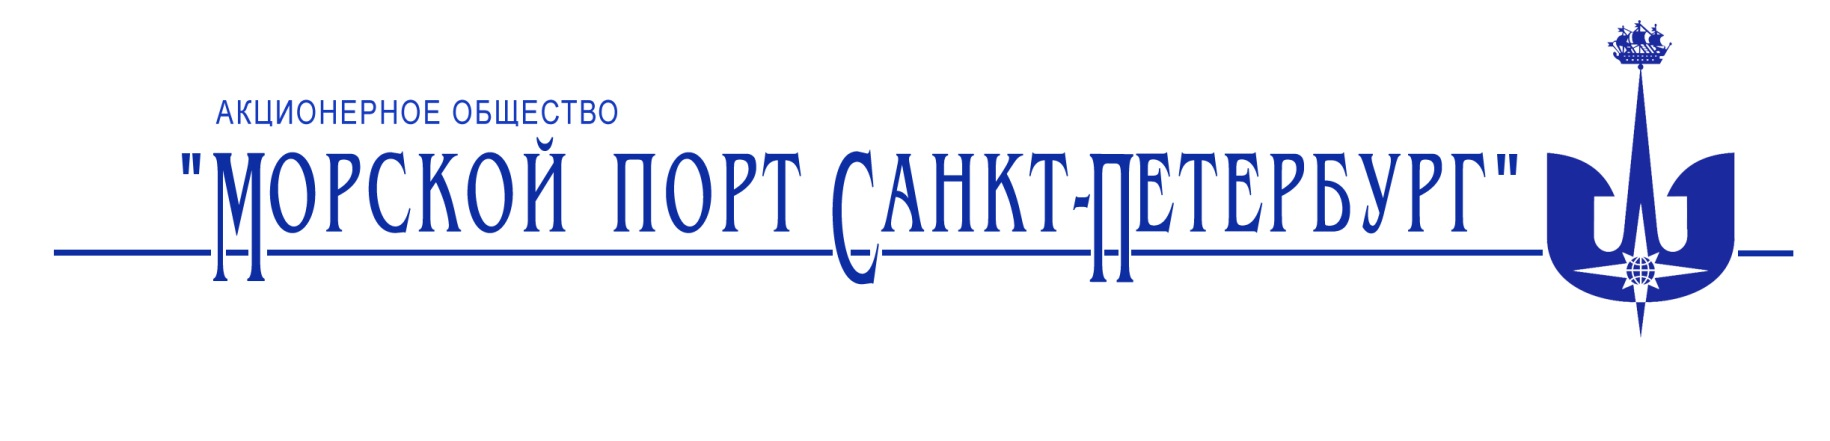 АКЦИОНЕРНОЕ ОБЩЕСТВО
"МОРСКОЙ ПОРТ САНКТ-ПЕТЕРБУРГ"